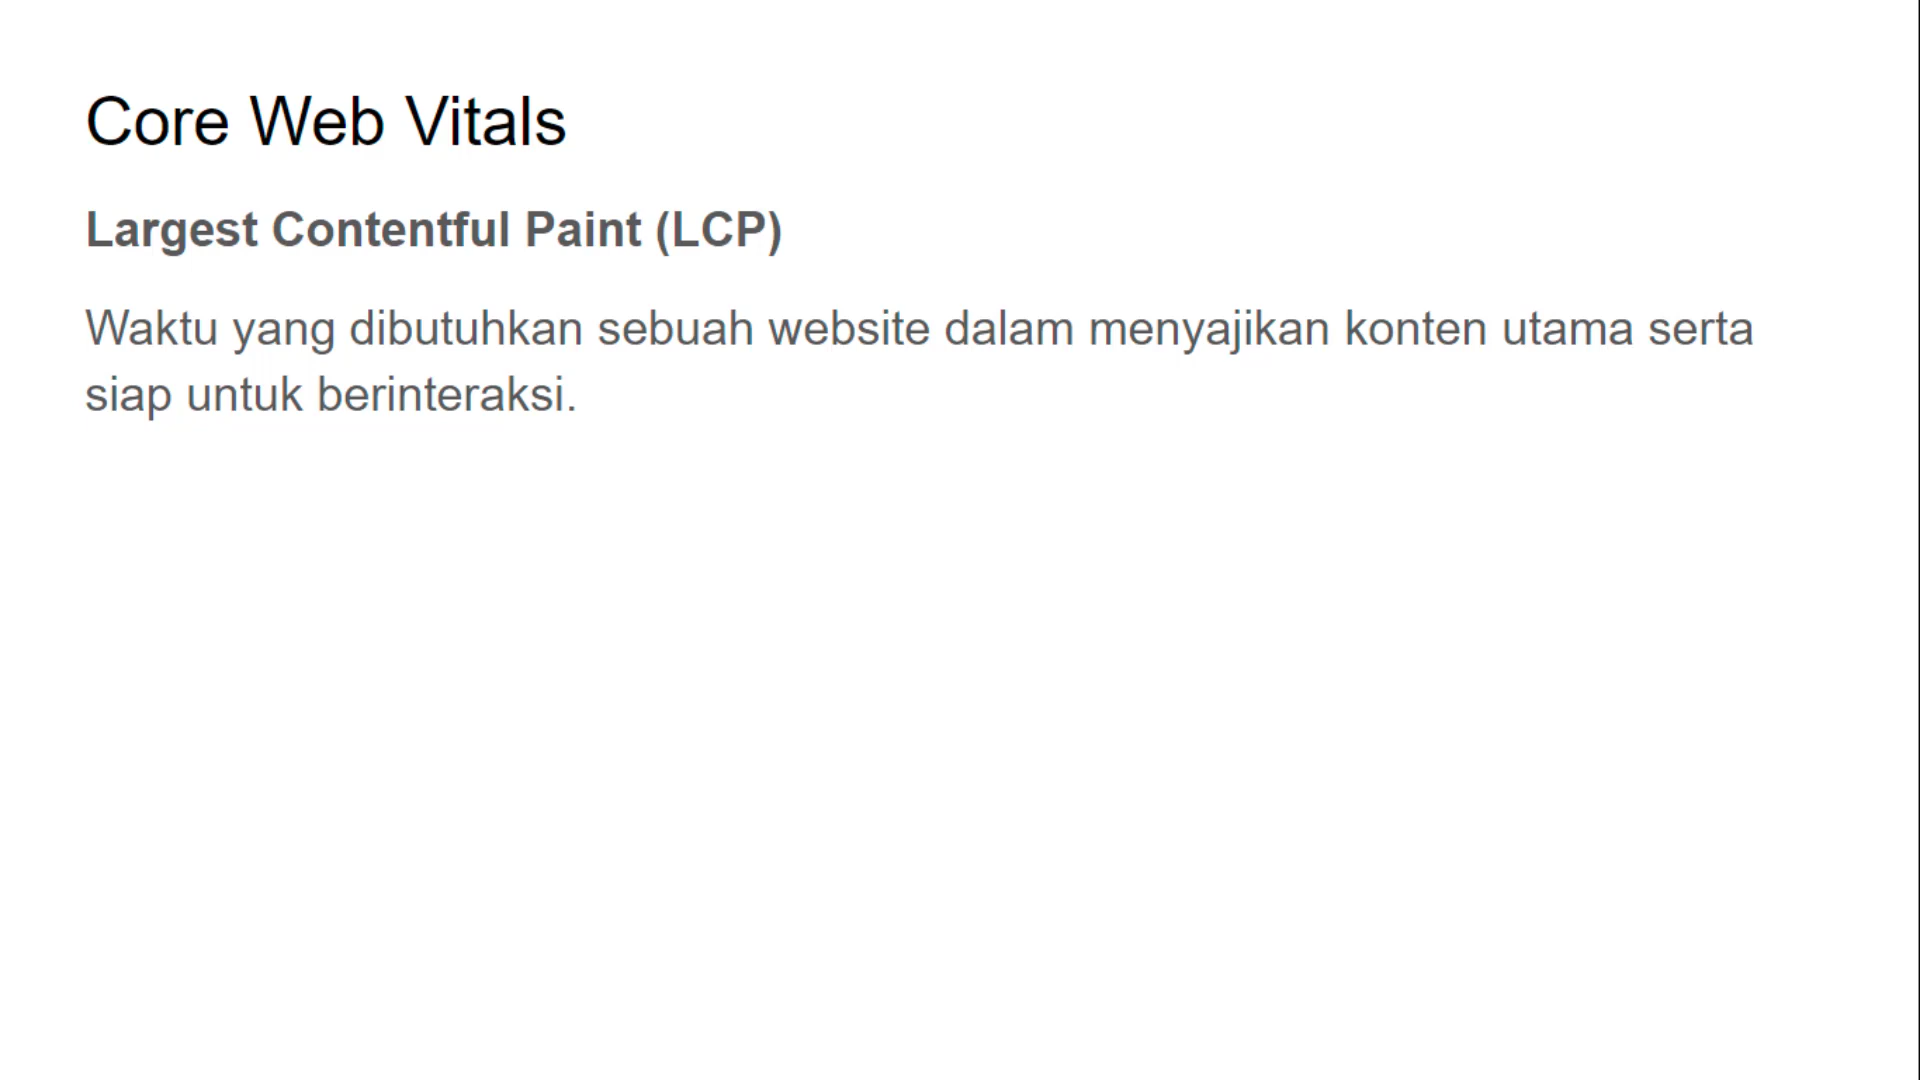 Core Web Vitals
Largest Contentful Paint (LCP)
Waktu yang dibutuhkan sebuah website dalam menyajikan konten utama serta
siap untuk berinteraksi.